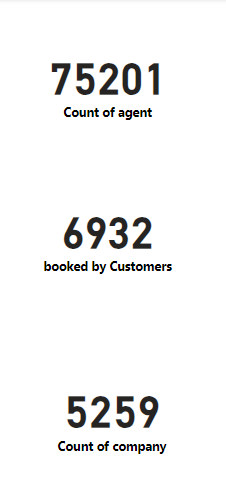 75201
Count of agent
6932
booked by Customers
5259
Count of company